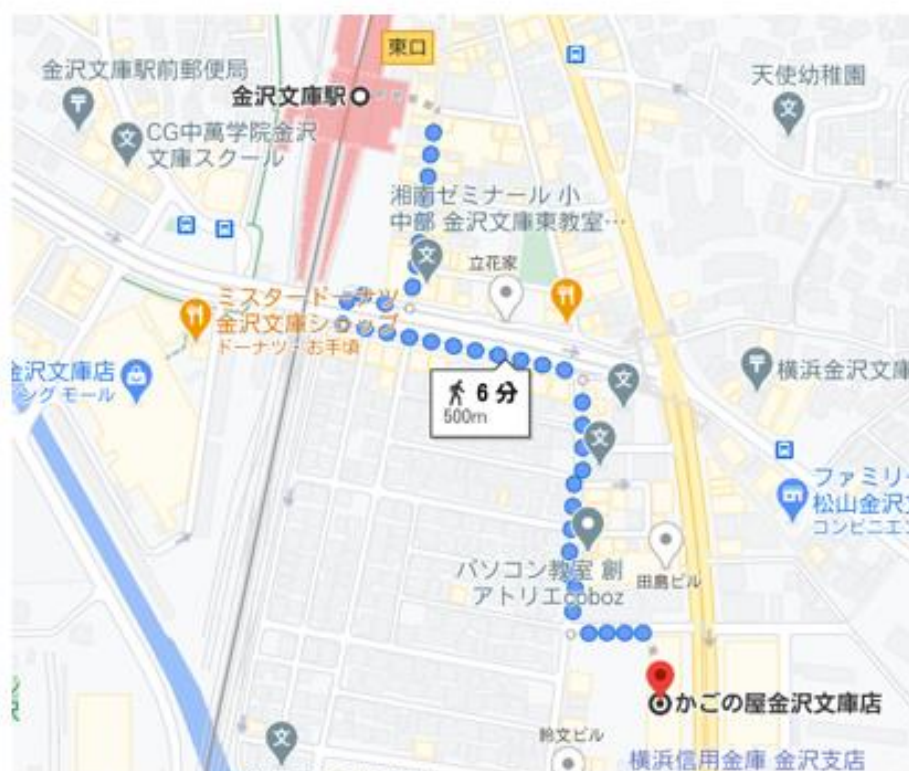 東口
金沢文庫駅前郵便局
金沢文庫駅
天使幼稚園
CG中萬学院金沢
文庫スクール
湘南ゼミナール 小
中部 金沢文庫東教室…
立花家
ミスタードーナツ
金沢文庫ショップ
ドーナツ・お手頃
金沢文庫店
ング モール
6 分
500m
横浜金沢文庫
ファミリ
松山金沢文
コンビニエン
パソコン教室 創
アトリエcoboz
田島ビル
かごの屋金沢文庫店
鈴文ビル
横浜信用金庫 金沢支店